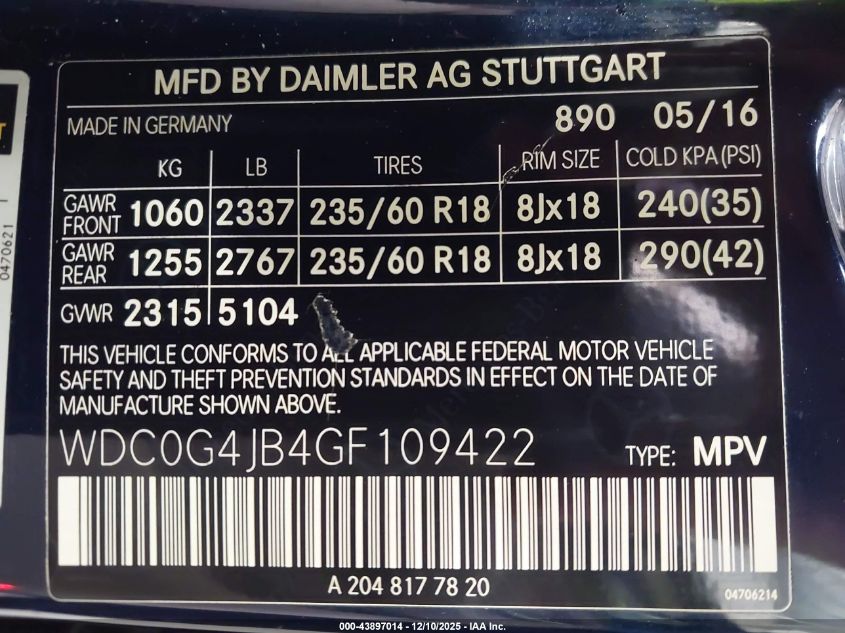 MFD BY DAIMLER AG STUTTGART
MADE IN GERMANY 890 05/16
KG LB TIRES RIM SIZE COLD KPA(PSI)
GAWR FRONT 1060 2337 235/60 R18 8Jx18 240(35)
GAWR REAR 1255 2767 235/60 R18 8Jx18 290(42)
GVWR 2315 5104
THIS VEHICLE CONFORMS TO ALL APPLICABLE FEDERAL MOTOR VEHICLE
SAFETY AND THEFT PREVENTION STANDARDS IN EFFECT ON THE DATE OF
MANUFACTURE SHOWN ABOVE.
WDC0G4JB4GF109422 TYPE: MPV
A 204 817 78 20
04706214
0470621
000-43897014 - 12/10/2025 - IAA Inc.